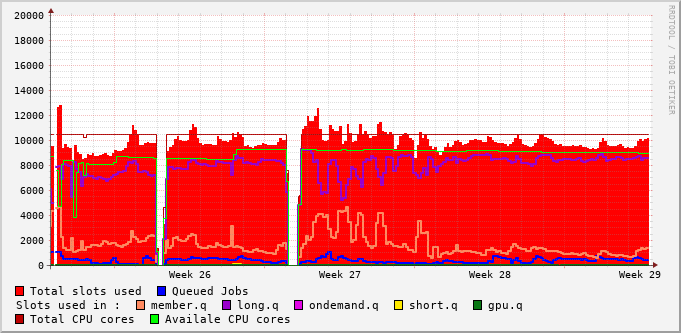 RRDTOOL / TOBI OETIKER
20000
18000
16000
14000
12000
10000
8000
6000
4000
2000
0
Week 26 Week 27 Week 28 Week 29
Total slots used Queued Jobs
Slots used in : member.q long.q ondemand.q short.q gpu.q
Total CPU cores Availale CPU cores